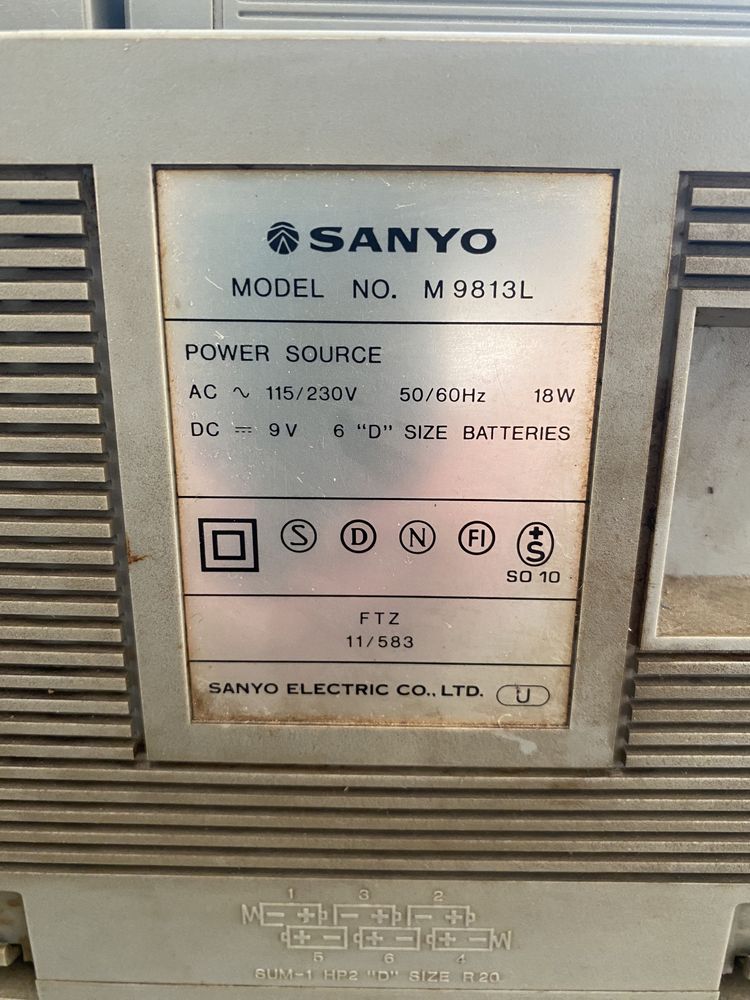 SANYO
MODEL NO. M 9813L
POWER SOURCE
AC ~ 115/230V 50/60Hz 18W
DC ⎓ 9V 6 "D" SIZE BATTERIES
S D N FI +S
SO 10
FTZ
11/583
SANYO ELECTRIC CO., LTD. U
1 3 2
− + − + − +
+ − + − + −
5 6 4
SUM-1 HP2 "D" SIZE R20